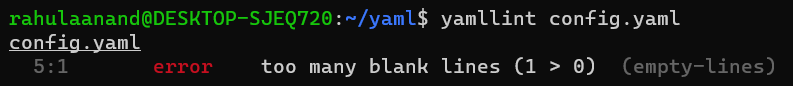 rahulaanand@DESKTOP-SJEQ720:~/yaml$ yamllint config.yaml
config.yaml
  5:1       error    too many blank lines (1 > 0)  (empty-lines)